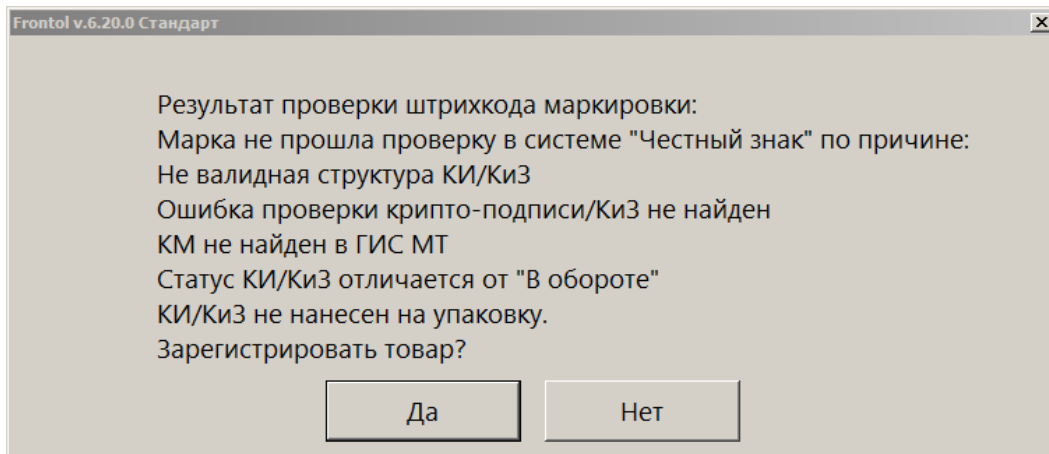 Frontol v.6.20.0 Стандарт
Результат проверки штрихкода маркировки:
Марка не прошла проверку в системе "Честный знак" по причине:
Не валидная структура КИ/КиЗ
Ошибка проверки крипто-подписи/КиЗ не найден
КМ не найден в ГИС МТ
Статус КИ/КиЗ отличается от "В обороте"
КИ/КиЗ не нанесен на упаковку.
Зарегистрировать товар?
Да Нет